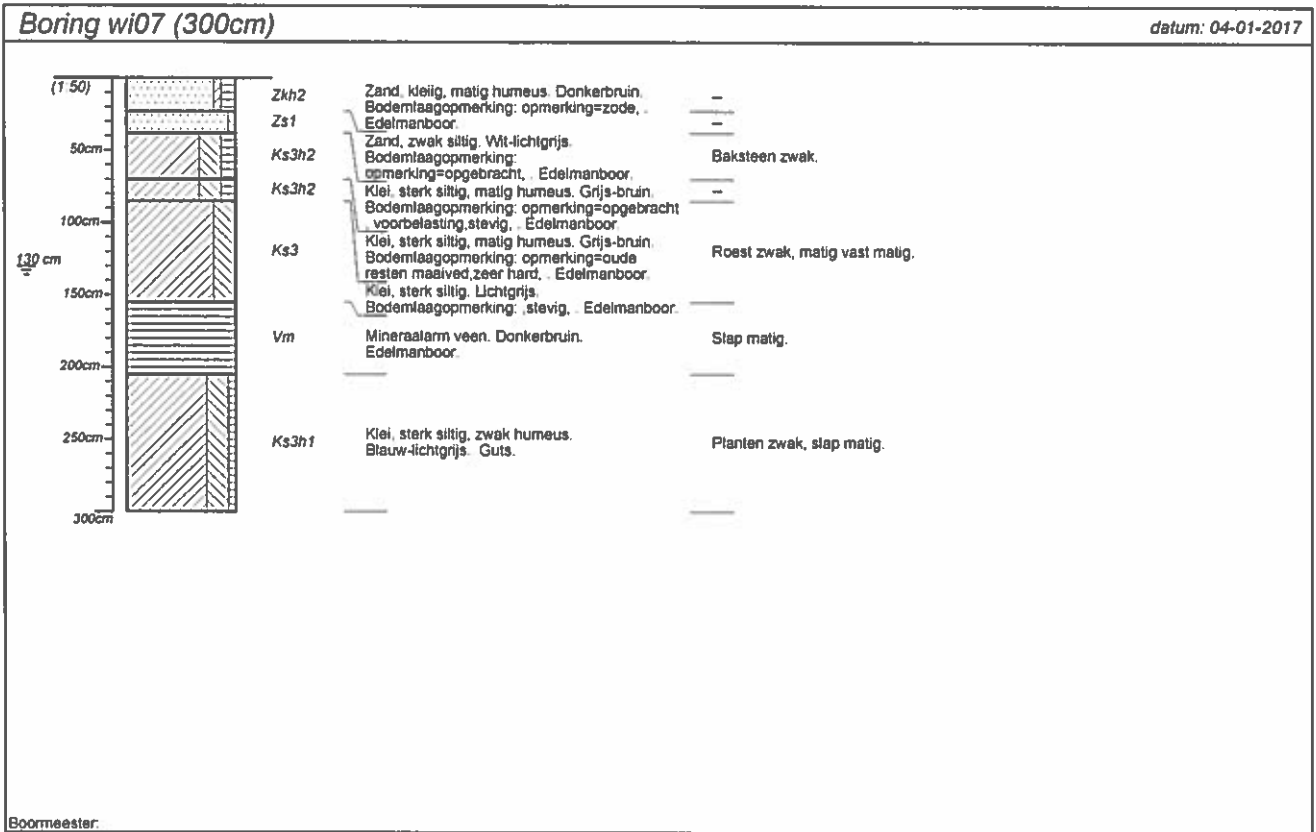 Boring wi07 (300cm)
datum: 04-01-2017
(1:50)
50cm
100cm
130 cm
150cm
200cm
250cm
300cm
Zkh2
Zs1
Ks3h2
Ks3h2
Ks3
Vm
Ks3h1
Zand, kleiig, matig humeus. Donkerbruin.
Bodemlaagopmerking: opmerking=zode, .
Edelmanboor.
Zand, zwak siltig. Wit-lichtgrijs.
Bodemlaagopmerking:
opmerking=opgebracht, . Edelmanboor.
Klei, sterk siltig, matig humeus. Grijs-bruin.
Bodemlaagopmerking: opmerking=opgebracht
voorbelasting,stevig, . Edelmanboor.
Klei, sterk siltig, matig humeus. Grijs-bruin.
Bodemlaagopmerking: opmerking=oude
resten maaived,zeer hard, . Edelmanboor.
Klei, sterk siltig. Lichtgrijs.
Bodemlaagopmerking: ,stevig, . Edelmanboor.
Mineraalarm veen. Donkerbruin.
Edelmanboor.
Klei, sterk siltig, zwak humeus.
Blauw-lichtgrijs. Guts.
-
-
Baksteen zwak.
-
Roest zwak, matig vast matig.
Slap matig.
Planten zwak, slap matig.
Boormeester: